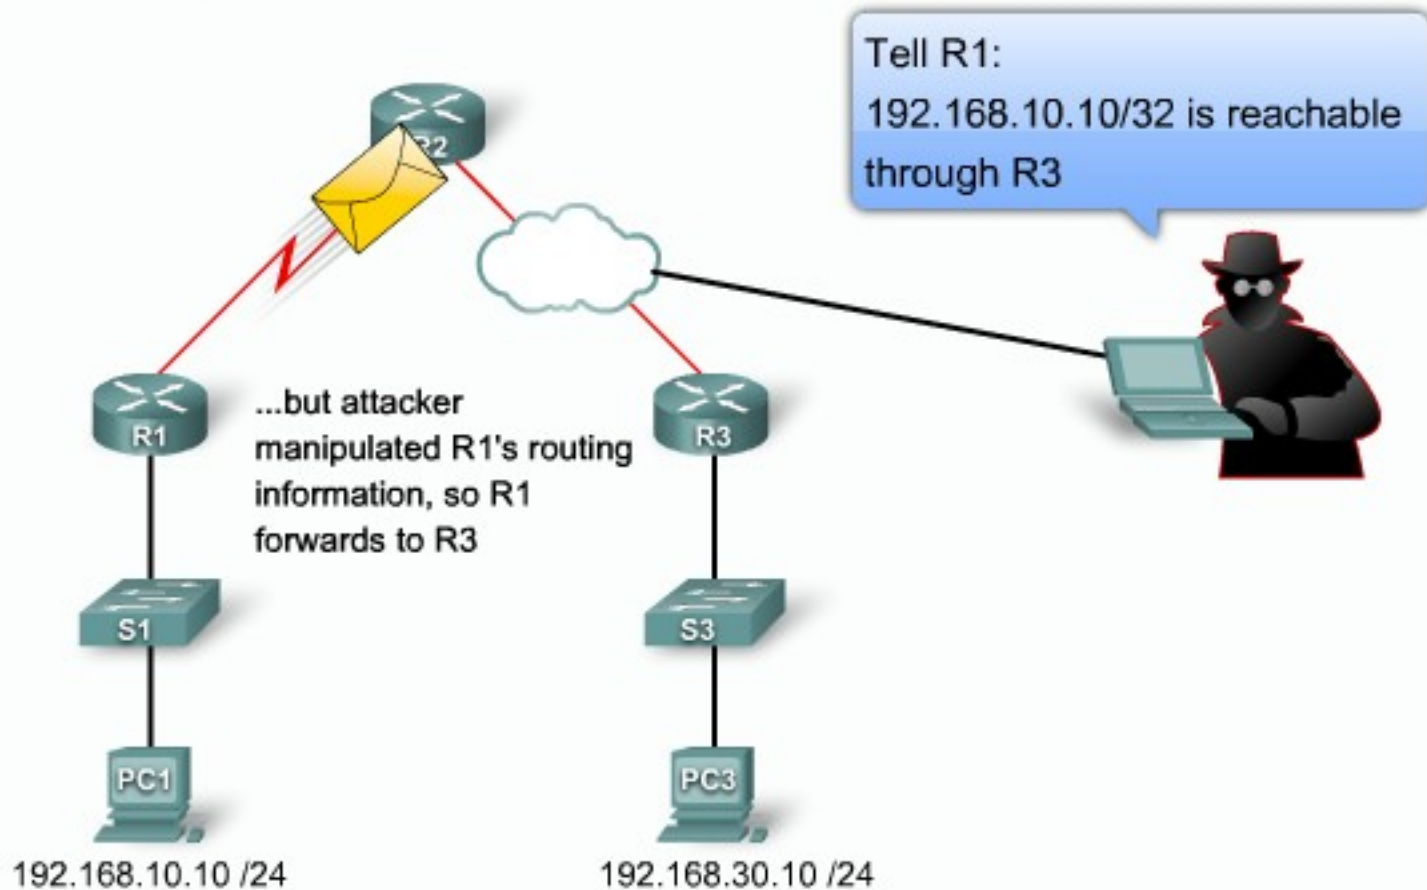 Tell R1:
192.168.10.10/32 is reachable
through R3
R2
...but attacker
manipulated R1's routing
information, so R1
forwards to R3
R1
R3
S1
S3
PC1
PC3
192.168.10.10 /24
192.168.30.10 /24